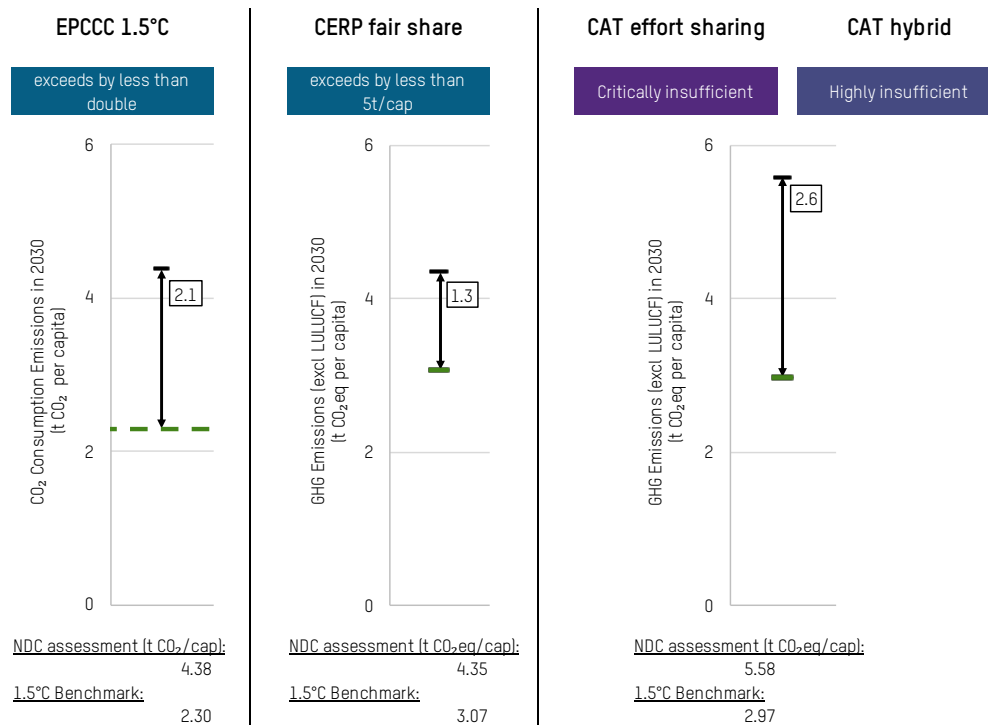 EPCCC 1.5°C
exceeds by less than
double
CO₂ Consumption Emissions in 2030
(t CO₂ per capita)
6
4
2
0
2.1
NDC assessment (t CO₂/cap):
4.38
1.5°C Benchmark:
2.30
CERP fair share
exceeds by less than
5t/cap
GHG Emissions (excl LULUCF) in 2030
(t CO₂eq per capita)
6
4
2
0
1.3
NDC assessment (t CO₂eq/cap):
4.35
1.5°C Benchmark:
3.07
CAT effort sharing
Critically insufficient
CAT hybrid
Highly insufficient
GHG Emissions (excl LULUCF) in 2030
(t CO₂eq per capita)
6
4
2
0
2.6
NDC assessment (t CO₂eq/cap):
5.58
1.5°C Benchmark:
2.97